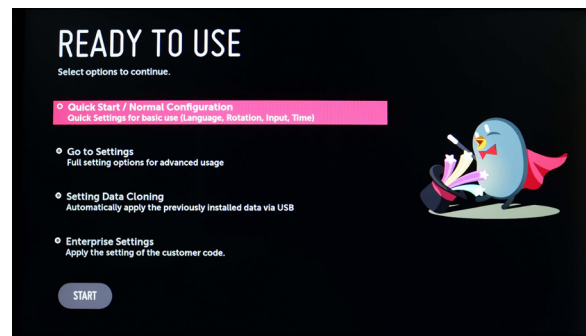 READY TO USE
Select options to continue.
Quick Start / Normal Configuration
Quick Settings for basic use (Language, Rotation, Input, Time)
Go to Settings
Full setting options for advanced usage
Setting Data Cloning
Automatically apply the previously installed data via USB
Enterprise Settings
Apply the setting of the customer code.
START